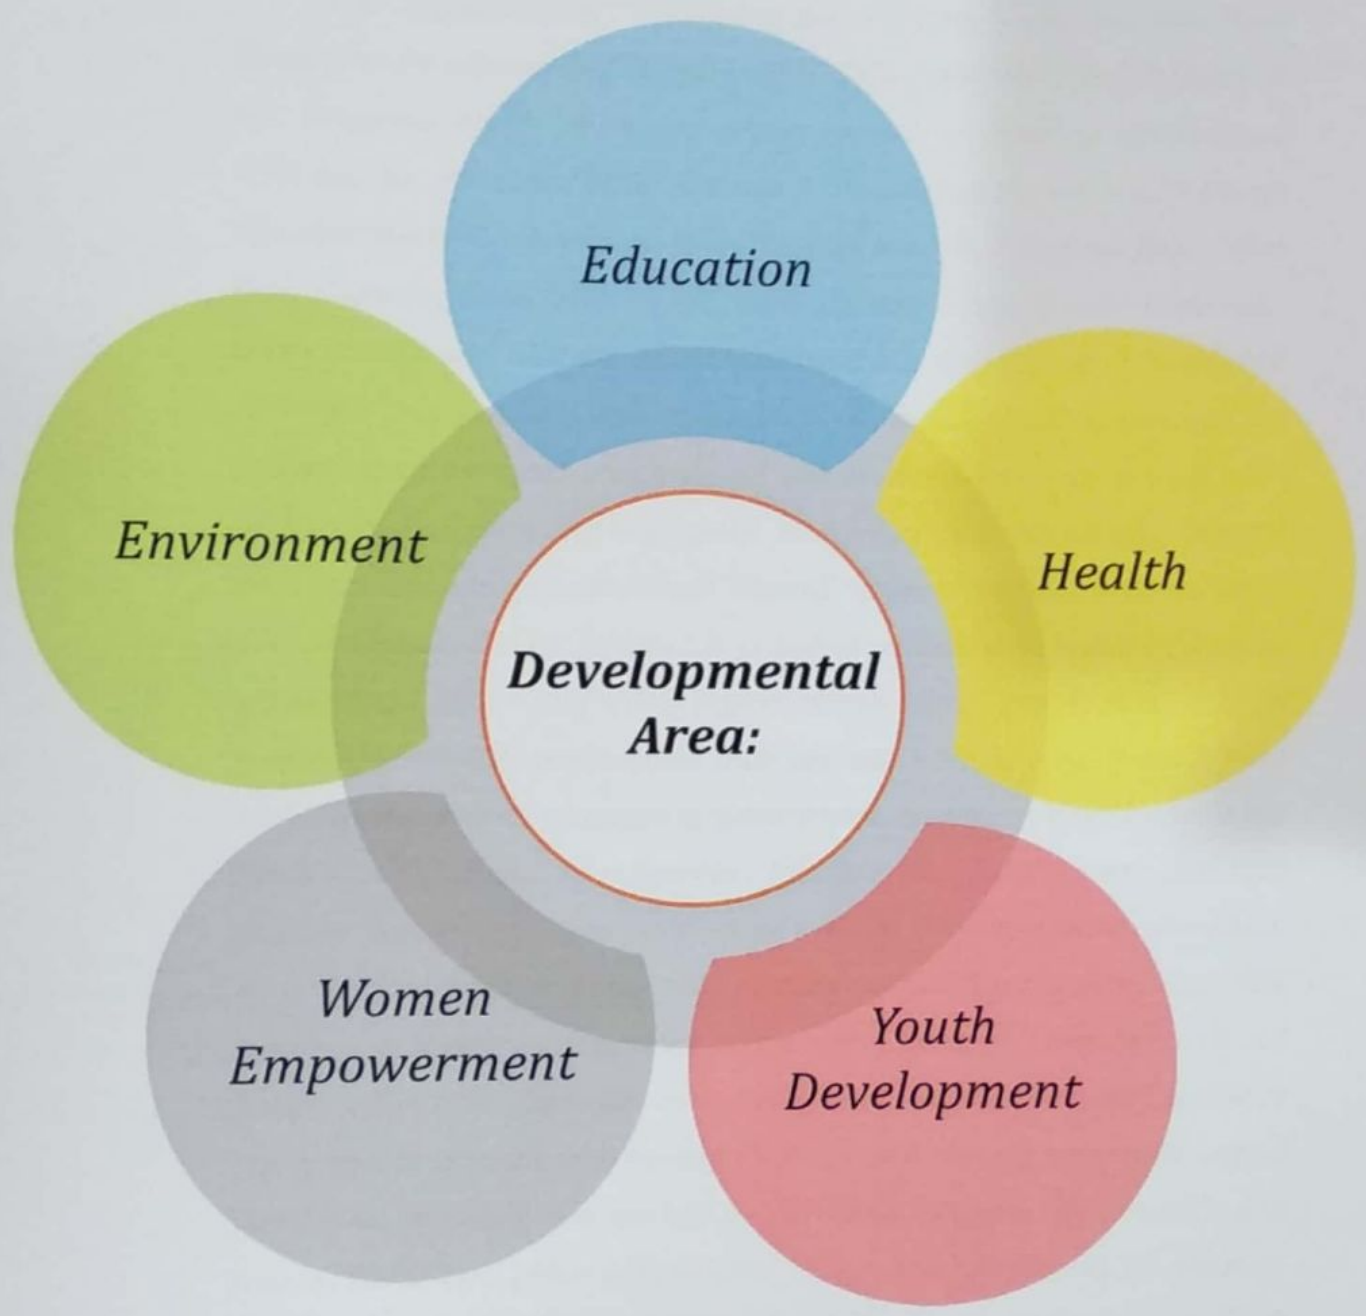 Education
Environment
Health
Developmental
Area:
Women
Empowerment
Youth
Development